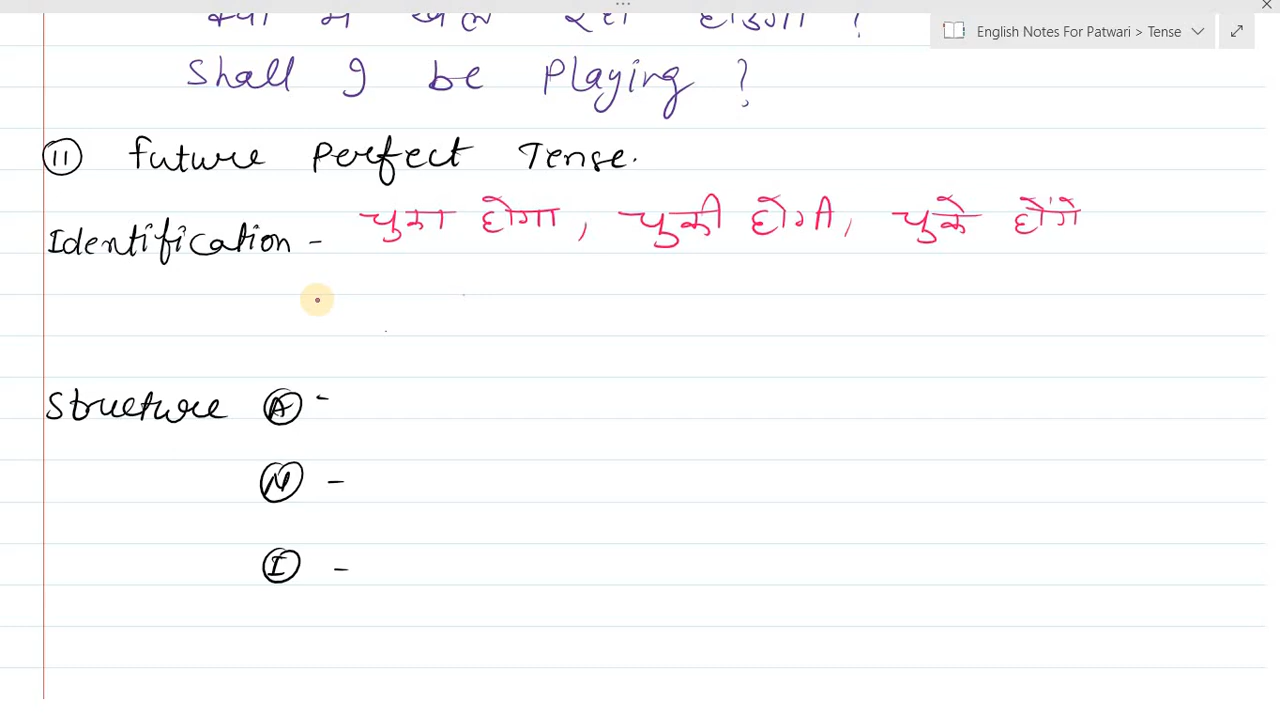 English Notes For Patwari > Tense
Shall I be Playing ?
11 Future Perfect Tense.
Identification - चुका होगा, चुकी होगी, चुके होंगे
Structure A -
N -
I -